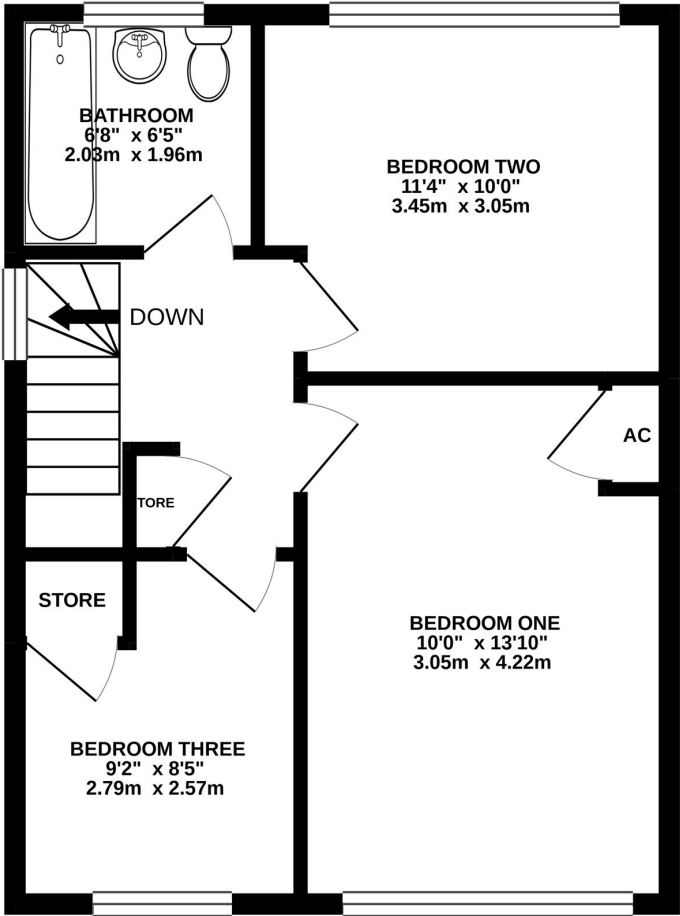 BATHROOM
6'8" x 6'5"
2.03m x 1.96m
BEDROOM TWO
11'4" x 10'0"
3.45m x 3.05m
DOWN
AC
TORE
STORE
BEDROOM ONE
10'0" x 13'10"
3.05m x 4.22m
BEDROOM THREE
9'2" x 8'5"
2.79m x 2.57m